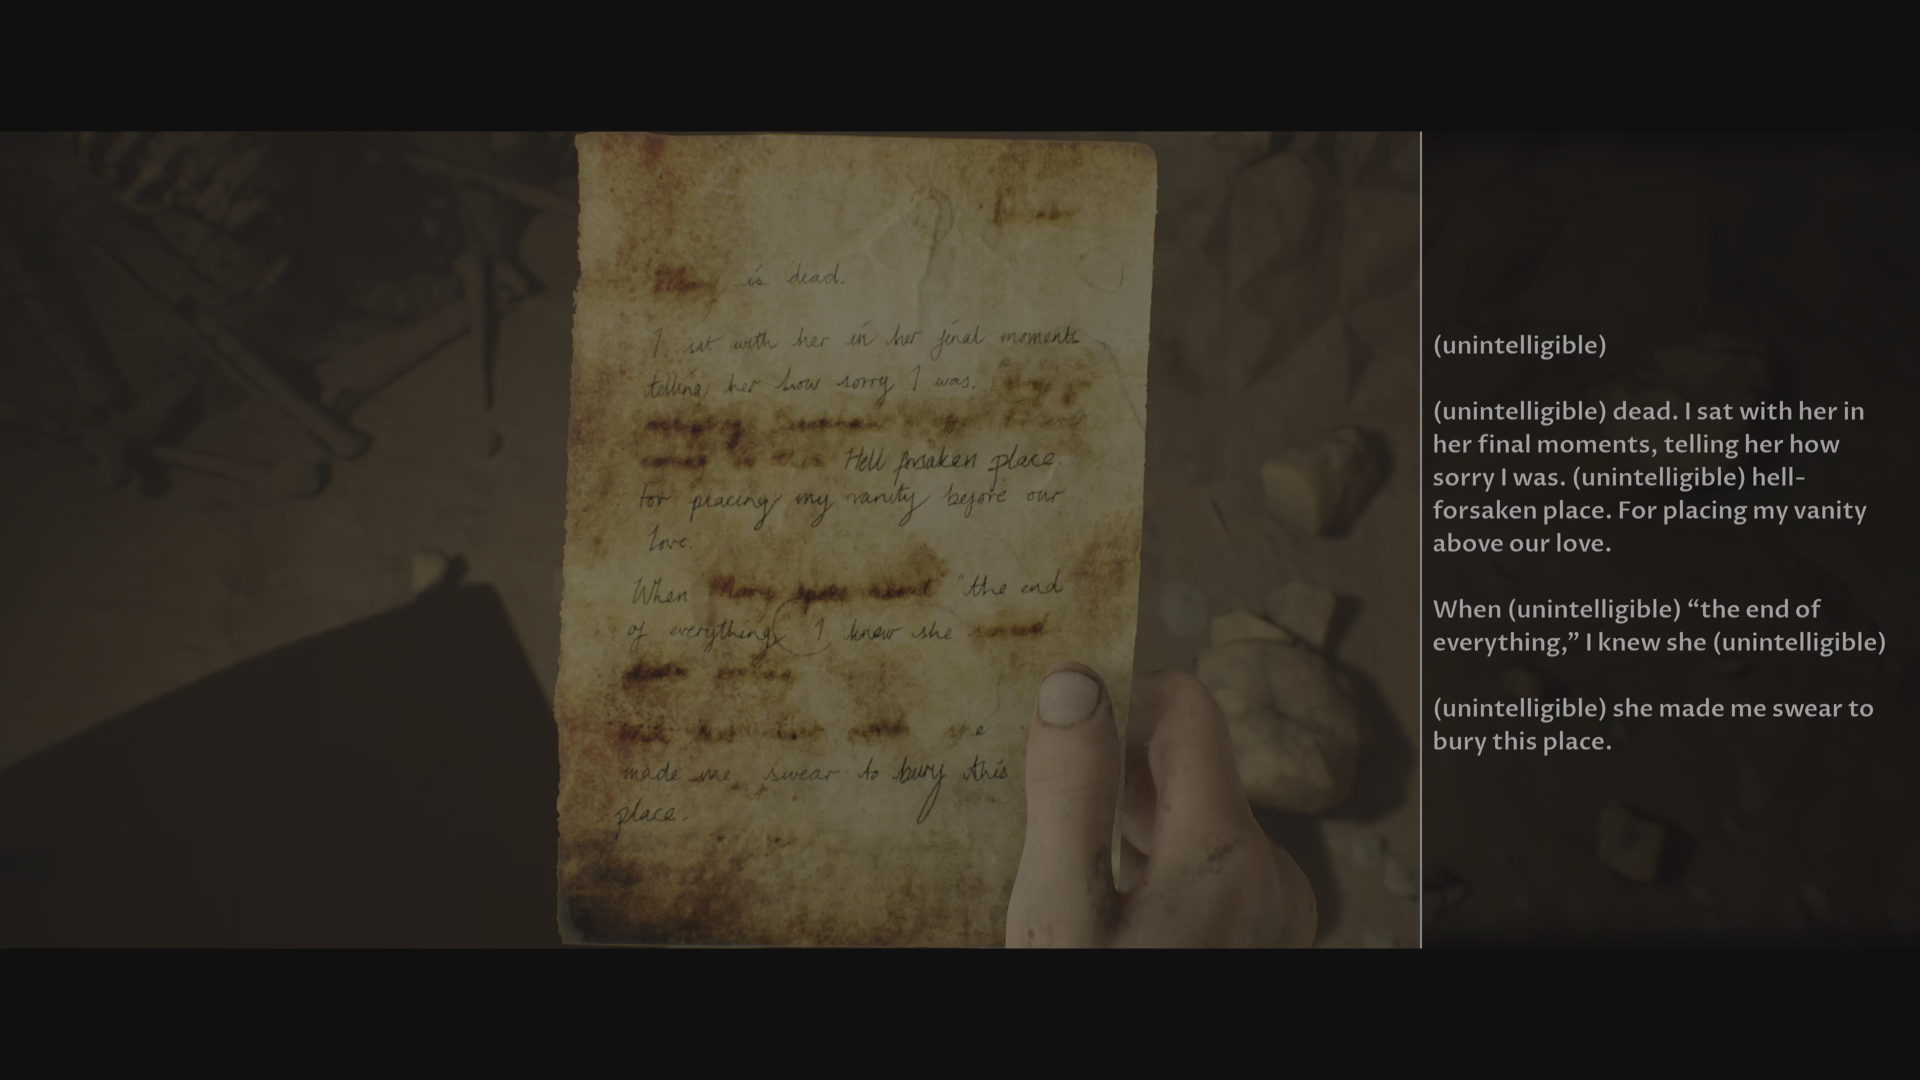 is dead.
I sat with her in her final moments
telling her how sorry I was.
Hell forsaken place.
for placing my vanity before our
love.
When Mary spoke about "the end
of everything" I knew she
she
made me swear to bury this
place.
(unintelligible)
(unintelligible) dead. I sat with her in
her final moments, telling her how
sorry I was. (unintelligible) hell-
forsaken place. For placing my vanity
above our love.
When (unintelligible) “the end of
everything,” I knew she (unintelligible)
(unintelligible) she made me swear to
bury this place.